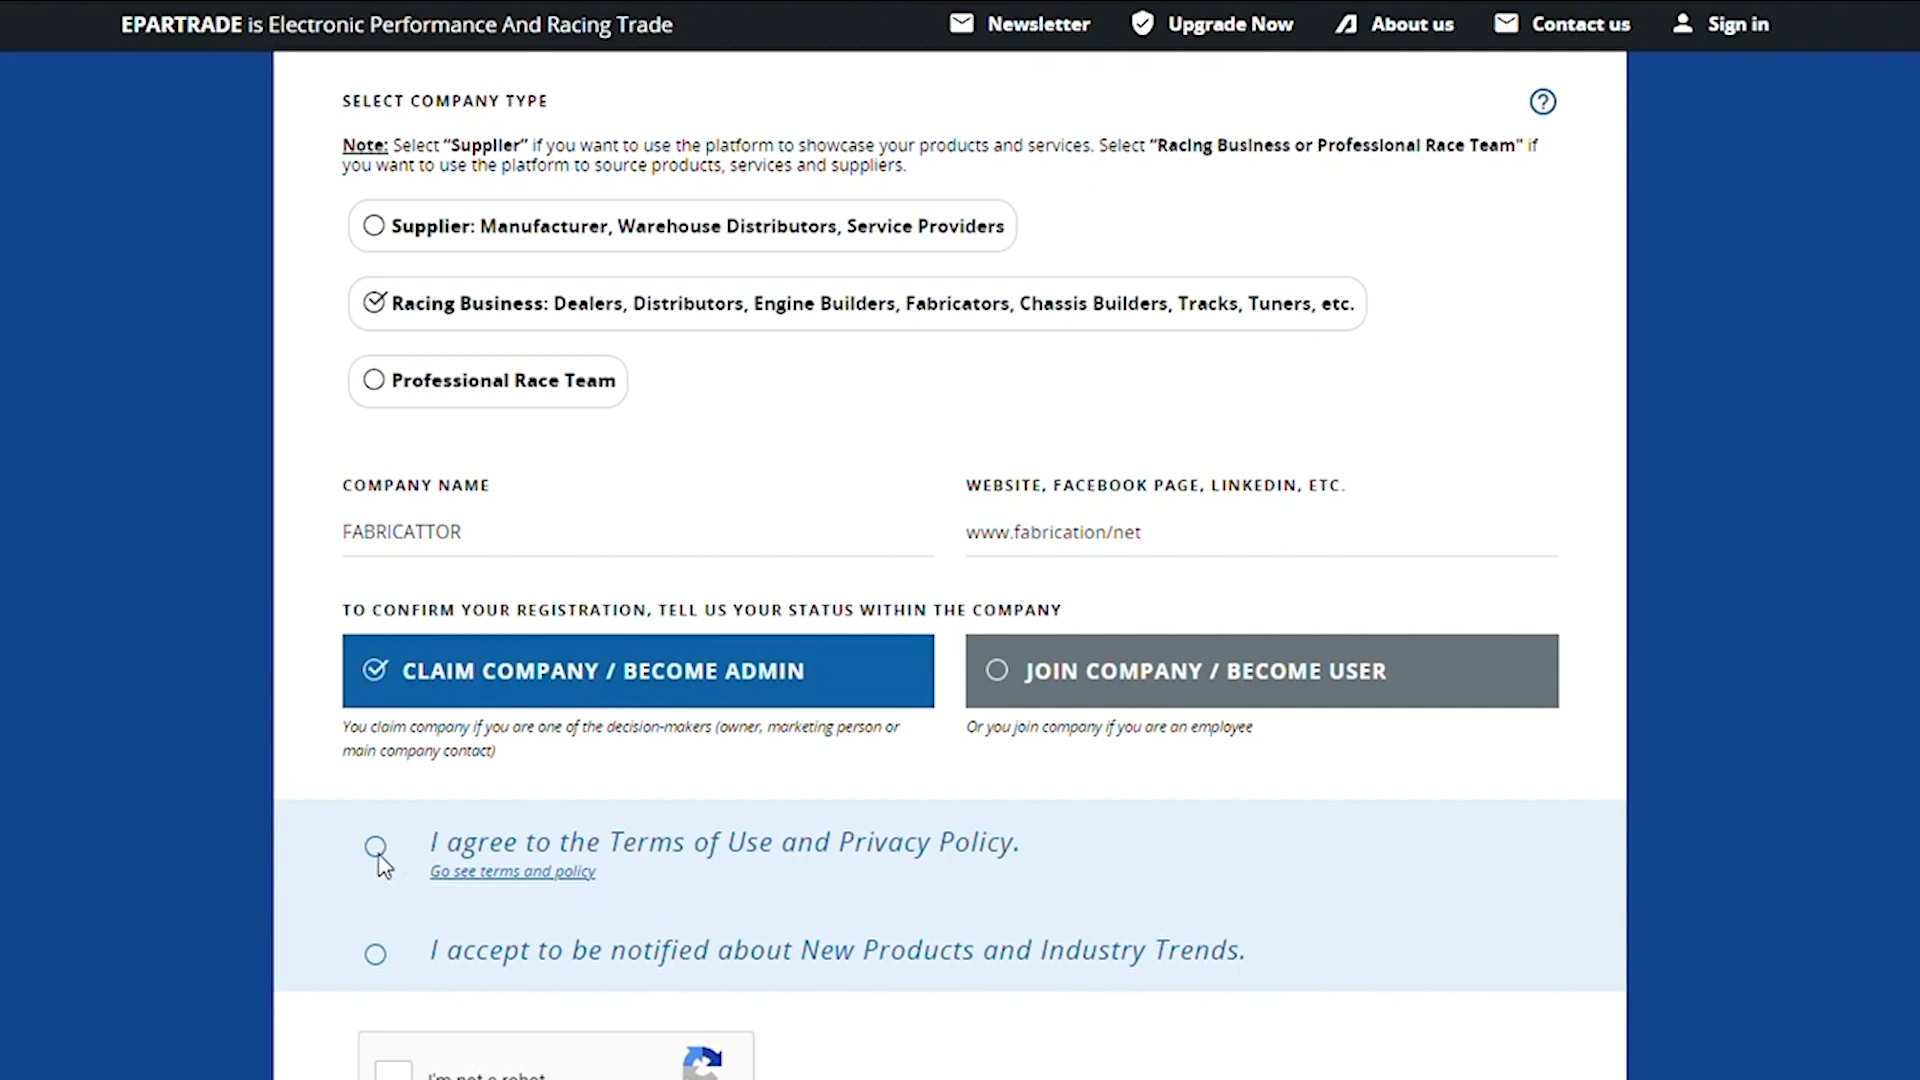 EPARTRADE is Electronic Performance And Racing Trade
Newsletter
Upgrade Now
About us
Contact us
Sign in
SELECT COMPANY TYPE
Note: Select “Supplier” if you want to use the platform to showcase your products and services. Select “Racing Business or Professional Race Team” if
you want to use the platform to source products, services and suppliers.
Supplier: Manufacturer, Warehouse Distributors, Service Providers
Racing Business: Dealers, Distributors, Engine Builders, Fabricators, Chassis Builders, Tracks, Tuners, etc.
Professional Race Team
COMPANY NAME
WEBSITE, FACEBOOK PAGE, LINKEDIN, ETC.
FABRICATTOR
www.fabrication/net
TO CONFIRM YOUR REGISTRATION, TELL US YOUR STATUS WITHIN THE COMPANY
CLAIM COMPANY / BECOME ADMIN
JOIN COMPANY / BECOME USER
You claim company if you are one of the decision-makers (owner, marketing person or
main company contact)
Or you join company if you are an employee
I agree to the Terms of Use and Privacy Policy.
Go see terms and policy
I accept to be notified about New Products and Industry Trends.
I'm not a robot